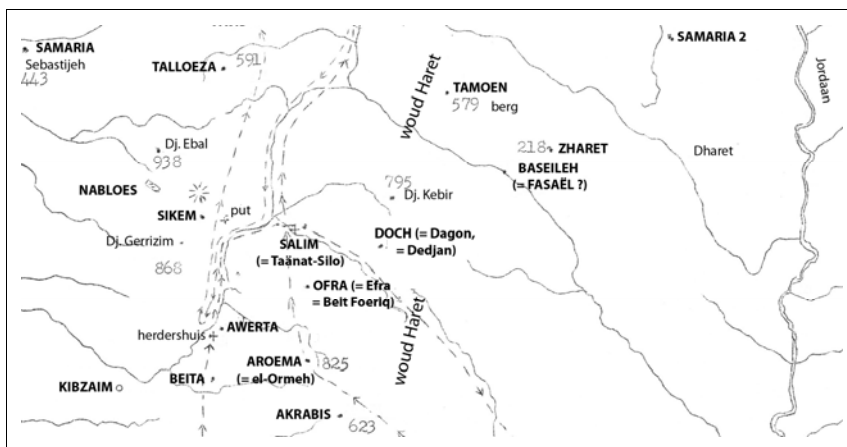 SAMARIA
Sebastijeh
443
TALLOEZA
591
SAMARIA 2
Jordaan
woud Haret
TAMOEN
579 berg
Dj. Ebal
938
218
ZHARET
Dharet
BASEILEH
(= FASAËL ?)
NABLOES
795
Dj. Kebir
SIKEM
put
Dj. Gerrizim
868
SALIM
(= Taänat-Silo)
DOCH (= Dagon,
= Dedjan)
OFRA (= Efra
= Beit Foeriq)
woud Haret
AWERTA
herdershuis
AROEMA
(= el-Ormeh)
825
BEITA
KIBZAIM
AKRABIS
623